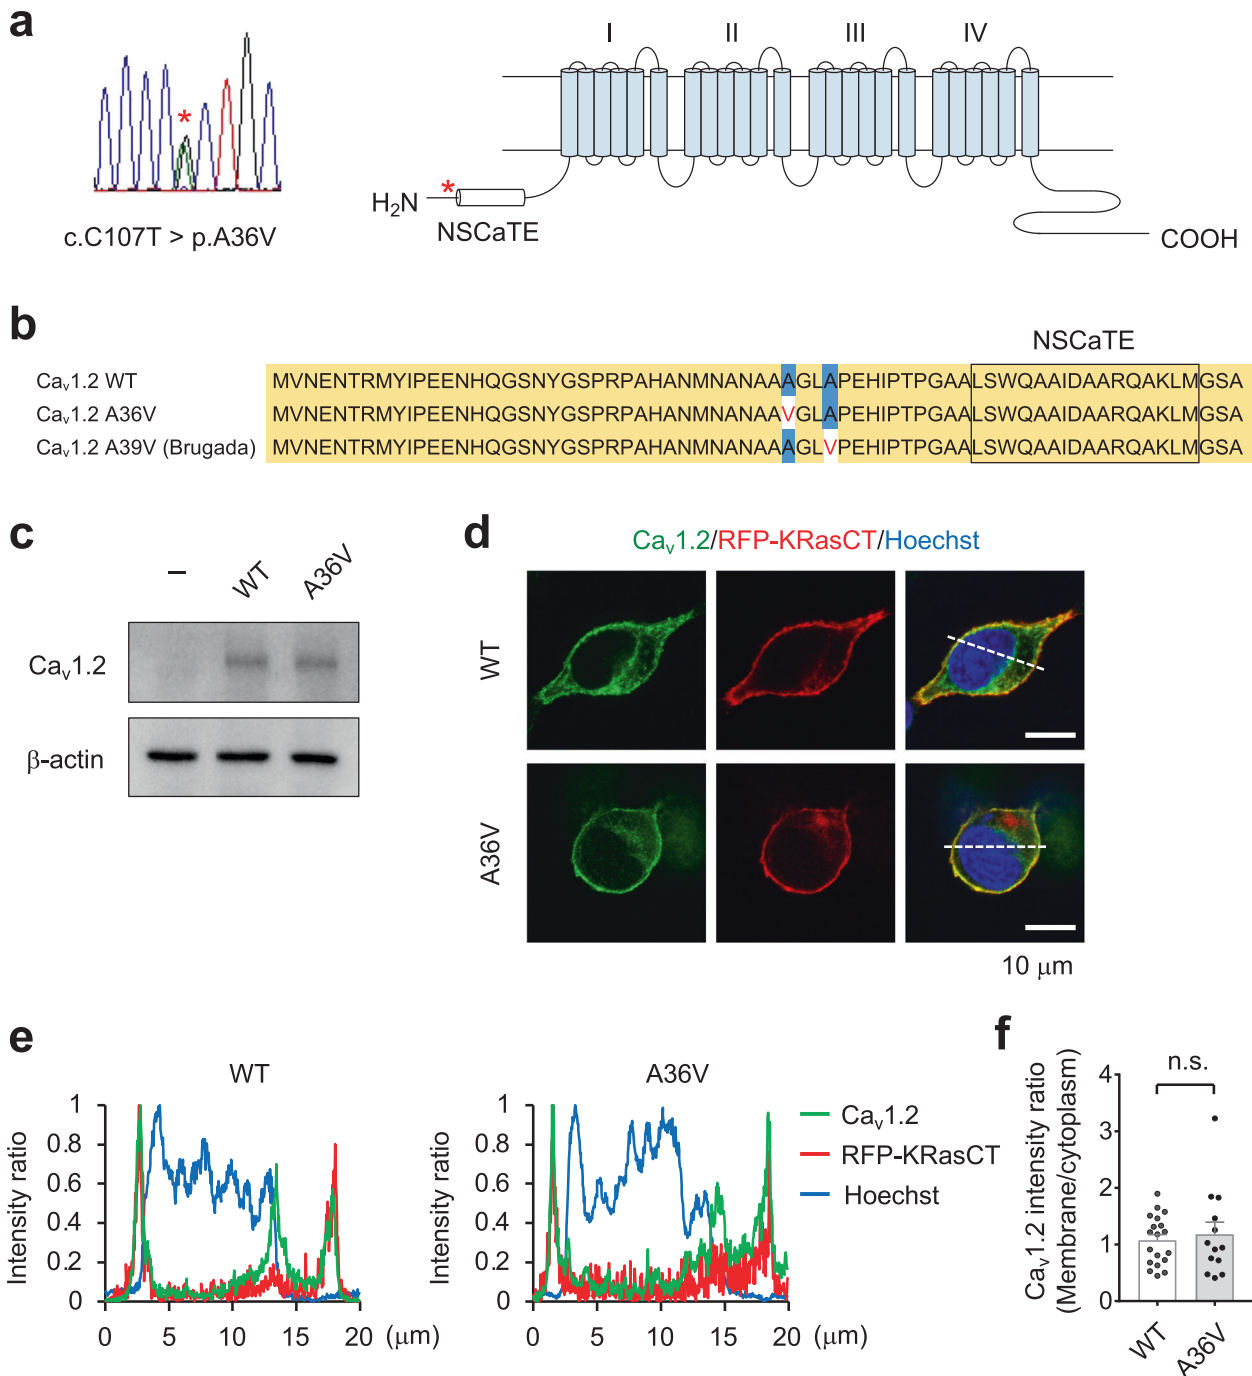 a
*
c.C107T > p.A36V
I II III IV
H₂N
*
NSCaTE
COOH
b
NSCaTE
Caᵥ1.2 WT MVNENTRMYIPEENHQGSNYGSPRPAHANMNANAAAGLAPEHIPTPGAALSWQAAIDAARQAKLMGSA
Caᵥ1.2 A36V MVNENTRMYIPEENHQGSNYGSPRPAHANMNANAAVGLAPEHIPTPGAALSWQAAIDAARQAKLMGSA
Caᵥ1.2 A39V (Brugada) MVNENTRMYIPEENHQGSNYGSPRPAHANMNANAAAGLVPEHIPTPGAALSWQAAIDAARQAKLMGSA
c
– WT A36V
Caᵥ1.2
β-actin
d
Caᵥ1.2/RFP-KRasCT/Hoechst
WT
A36V
10 μm
e
WT
Intensity ratio
1
0.8
0.6
0.4
0.2
0
0 5 10 15 20 (μm)
A36V
Intensity ratio
1
0.8
0.6
0.4
0.2
0
0 5 10 15 20 (μm)
Caᵥ1.2
RFP-KRasCT
Hoechst
f
Caᵥ1.2 intensity ratio
(Membrane/cytoplasm)
n.s.
4
3
2
1
0
WT A36V